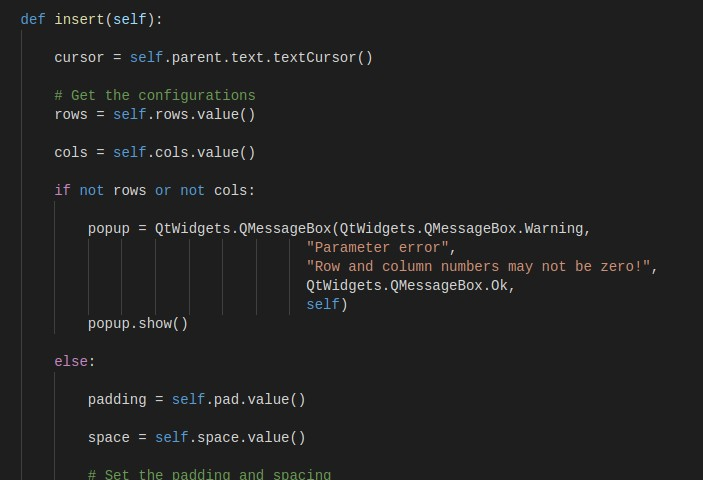 def insert(self):
cursor = self.parent.text.textCursor()
# Get the configurations
rows = self.rows.value()
cols = self.cols.value()
if not rows or not cols:
popup = QtWidgets.QMessageBox(QtWidgets.QMessageBox.Warning,
"Parameter error",
"Row and column numbers may not be zero!",
QtWidgets.QMessageBox.Ok,
self)
popup.show()
else:
padding = self.pad.value()
space = self.space.value()
# Set the padding and spacing